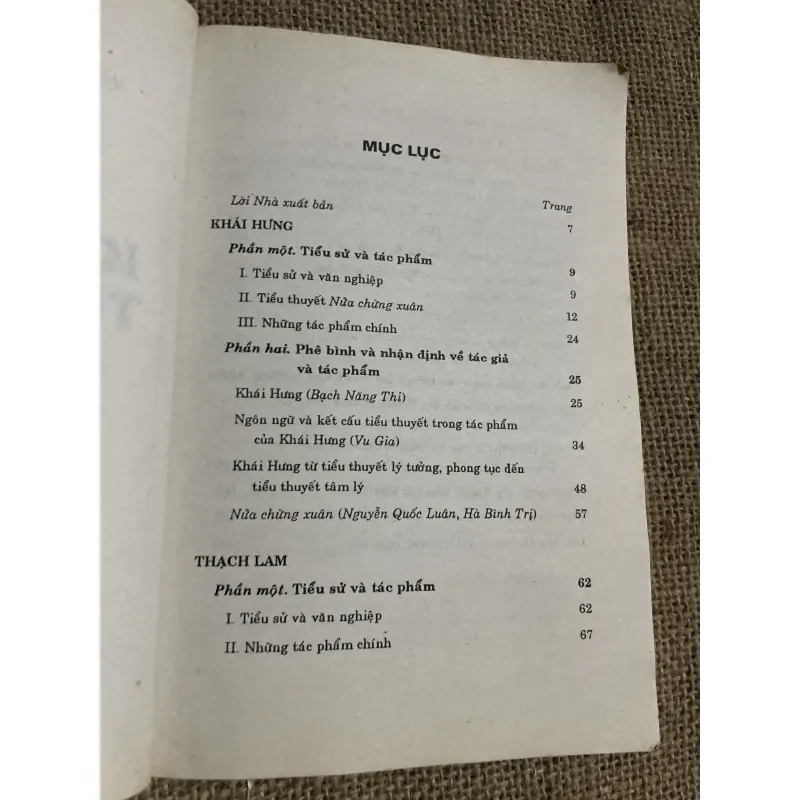 MỤC LỤC
Trang
Lời Nhà xuất bản 7
KHÁI HƯNG
Phần một. Tiểu sử và tác phẩm 9
I. Tiểu sử và văn nghiệp 9
II. Tiểu thuyết Nửa chừng xuân 12
III. Những tác phẩm chính 24
Phần hai. Phê bình và nhận định về tác giả
và tác phẩm 25
Khái Hưng (Bạch Năng Thi) 25
Ngôn ngữ và kết cấu tiểu thuyết trong tác phẩm
của Khái Hưng (Vu Gia) 34
Khái Hưng từ tiểu thuyết lý tưởng, phong tục đến
tiểu thuyết tâm lý 48
Nửa chừng xuân (Nguyễn Quốc Luân, Hà Bình Trị) 57
THẠCH LAM
Phần một. Tiểu sử và tác phẩm 62
I. Tiểu sử và văn nghiệp 62
II. Những tác phẩm chính 67